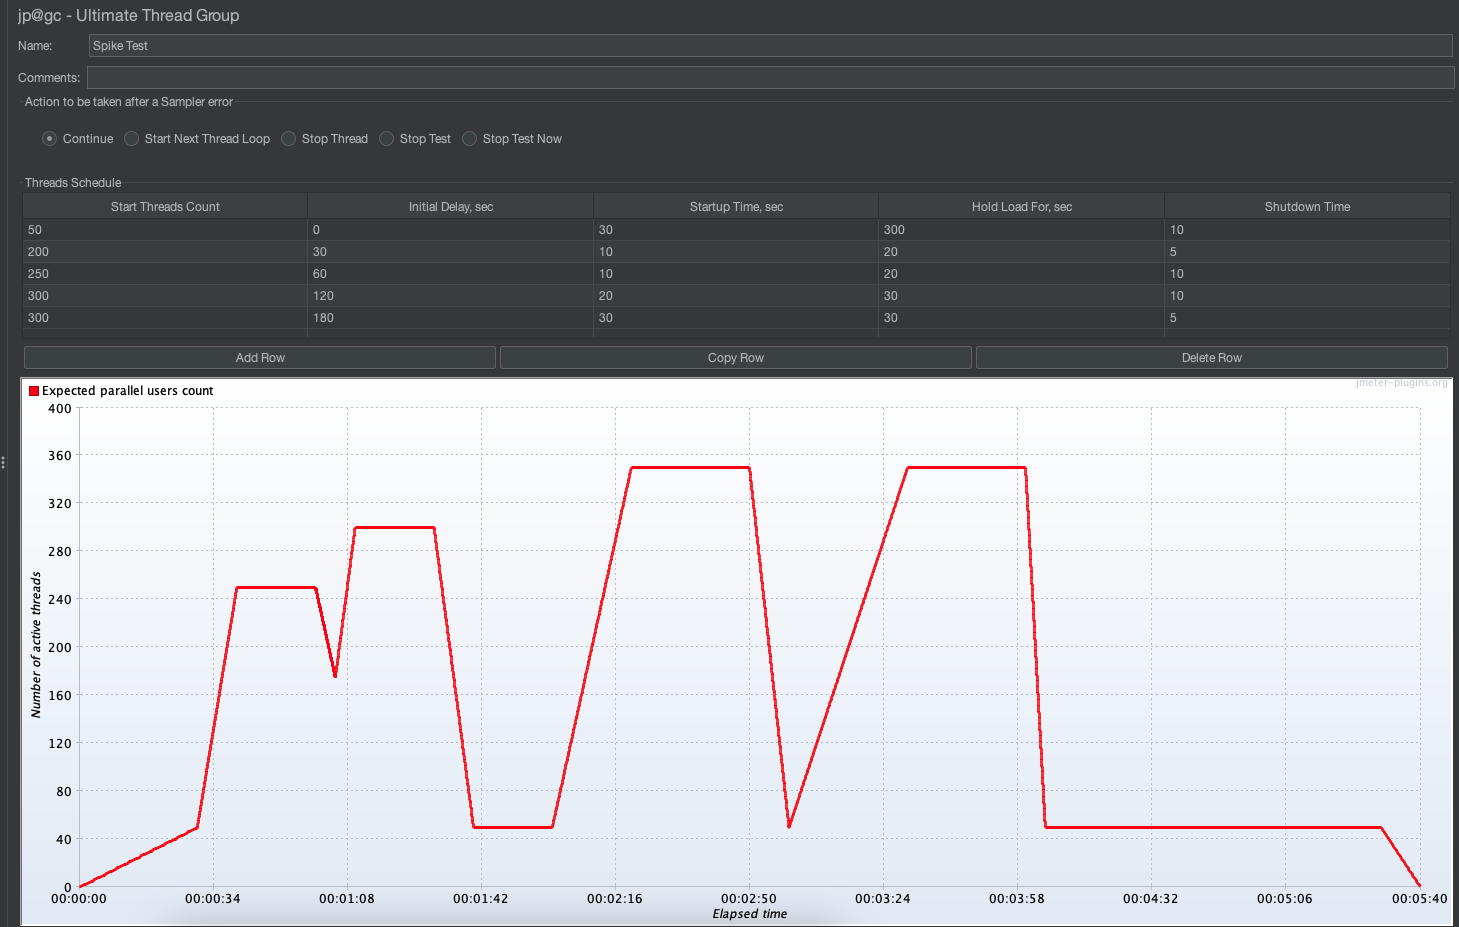 jp@gc - Ultimate Thread Group
Name: Spike Test
Comments:
Action to be taken after a Sampler error
Continue Start Next Thread Loop Stop Thread Stop Test Stop Test Now
Threads Schedule
Start Threads Count Initial Delay, sec Startup Time, sec Hold Load For, sec Shutdown Time
50 0 30 300 10
200 30 10 20 5
250 60 10 20 10
300 120 20 30 10
300 180 30 30 5
Add Row Copy Row Delete Row
jmeter-plugins.org
Expected parallel users count
400
360
320
280
240
200
160
120
80
40
0
Number of active threads
00:00:00 00:00:34 00:01:08 00:01:42 00:02:16 00:02:50 00:03:24 00:03:58 00:04:32 00:05:06 00:05:40
Elapsed time